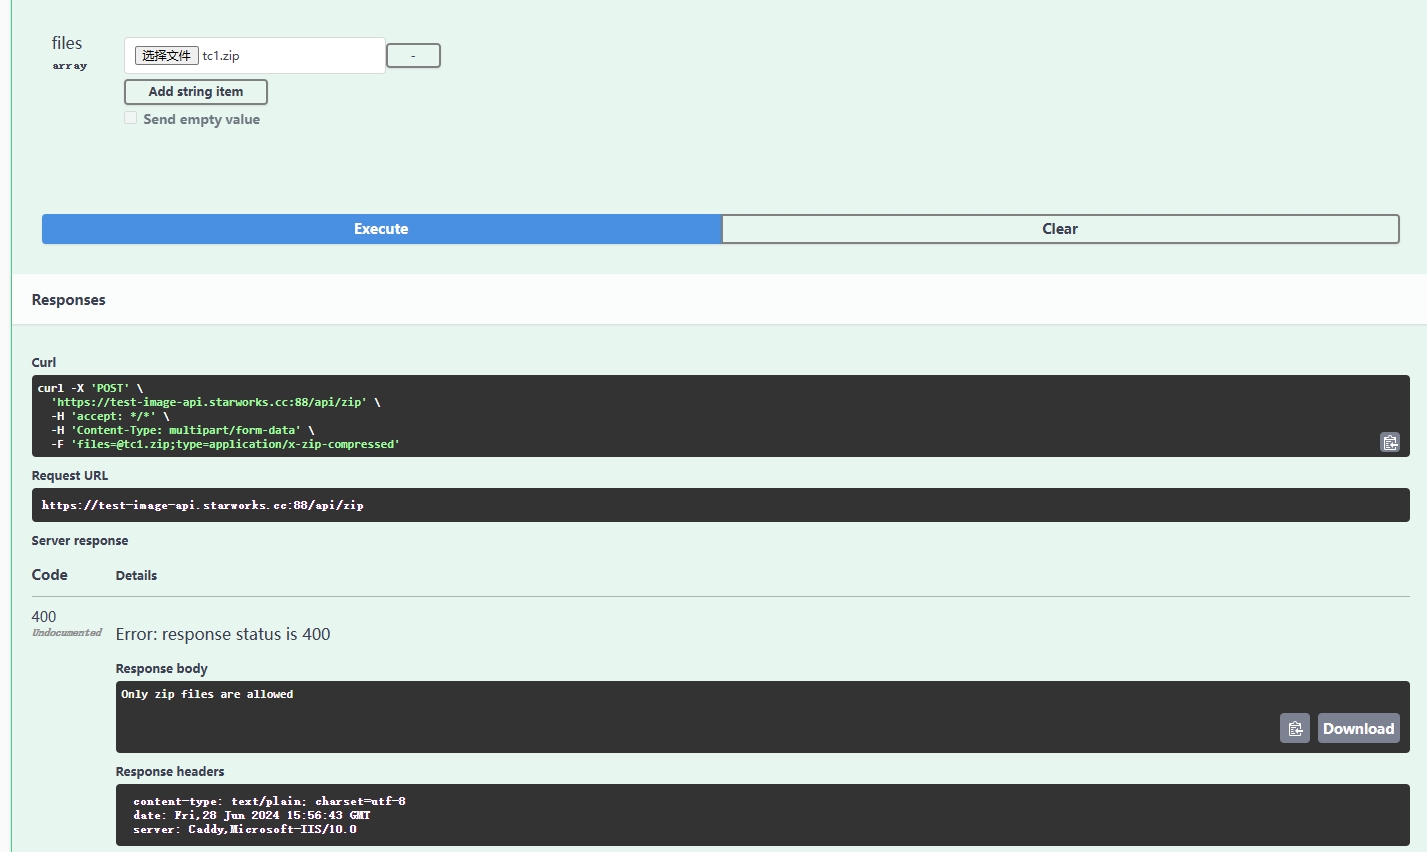 files
array
选择文件 tc1.zip
-
Add string item
Send empty value
Execute
Clear
Responses
Curl
curl -X 'POST' \
'https://test-image-api.starworks.cc:88/api/zip' \
-H 'accept: */*' \
-H 'Content-Type: multipart/form-data' \
-F 'files=@tc1.zip;type=application/x-zip-compressed'
Request URL
https://test-image-api.starworks.cc:88/api/zip
Server response
Code Details
400
Undocumented
Error: response status is 400
Response body
Only zip files are allowed
Download
Response headers
content-type: text/plain; charset=utf-8
date: Fri,28 Jun 2024 15:56:43 GMT
server: Caddy,Microsoft-IIS/10.0